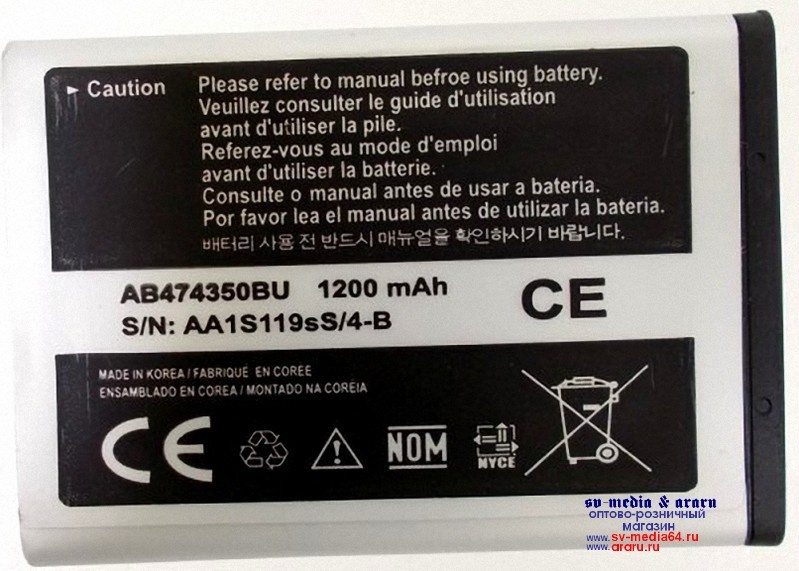 ► Caution
Please refer to manual befroe using battery.
Veuillez consulter le guide d'utilisation
avant d'utiliser la pile.
Referez-vous au mode d'emploi
avant d'utiliser la batterie.
Consulte o manual antes de usar a bateria.
Por favor lea el manual antes de utilizar la bateria.
배터리 사용 전 반드시 매뉴얼을 확인하시기 바랍니다.
AB474350BU 1200 mAh
S/N: AA1S119sS/4-B
CE
MADE IN KOREA / FABRIQUÉ EN CORÉE
ENSAMBLADO EN CORÉA / MONTADO NA CORÉIA
CE
NOM
NYCE
sv-media & ararn
оптово-розничный
магазин
www.sv-media64.ru
www.araru.ru